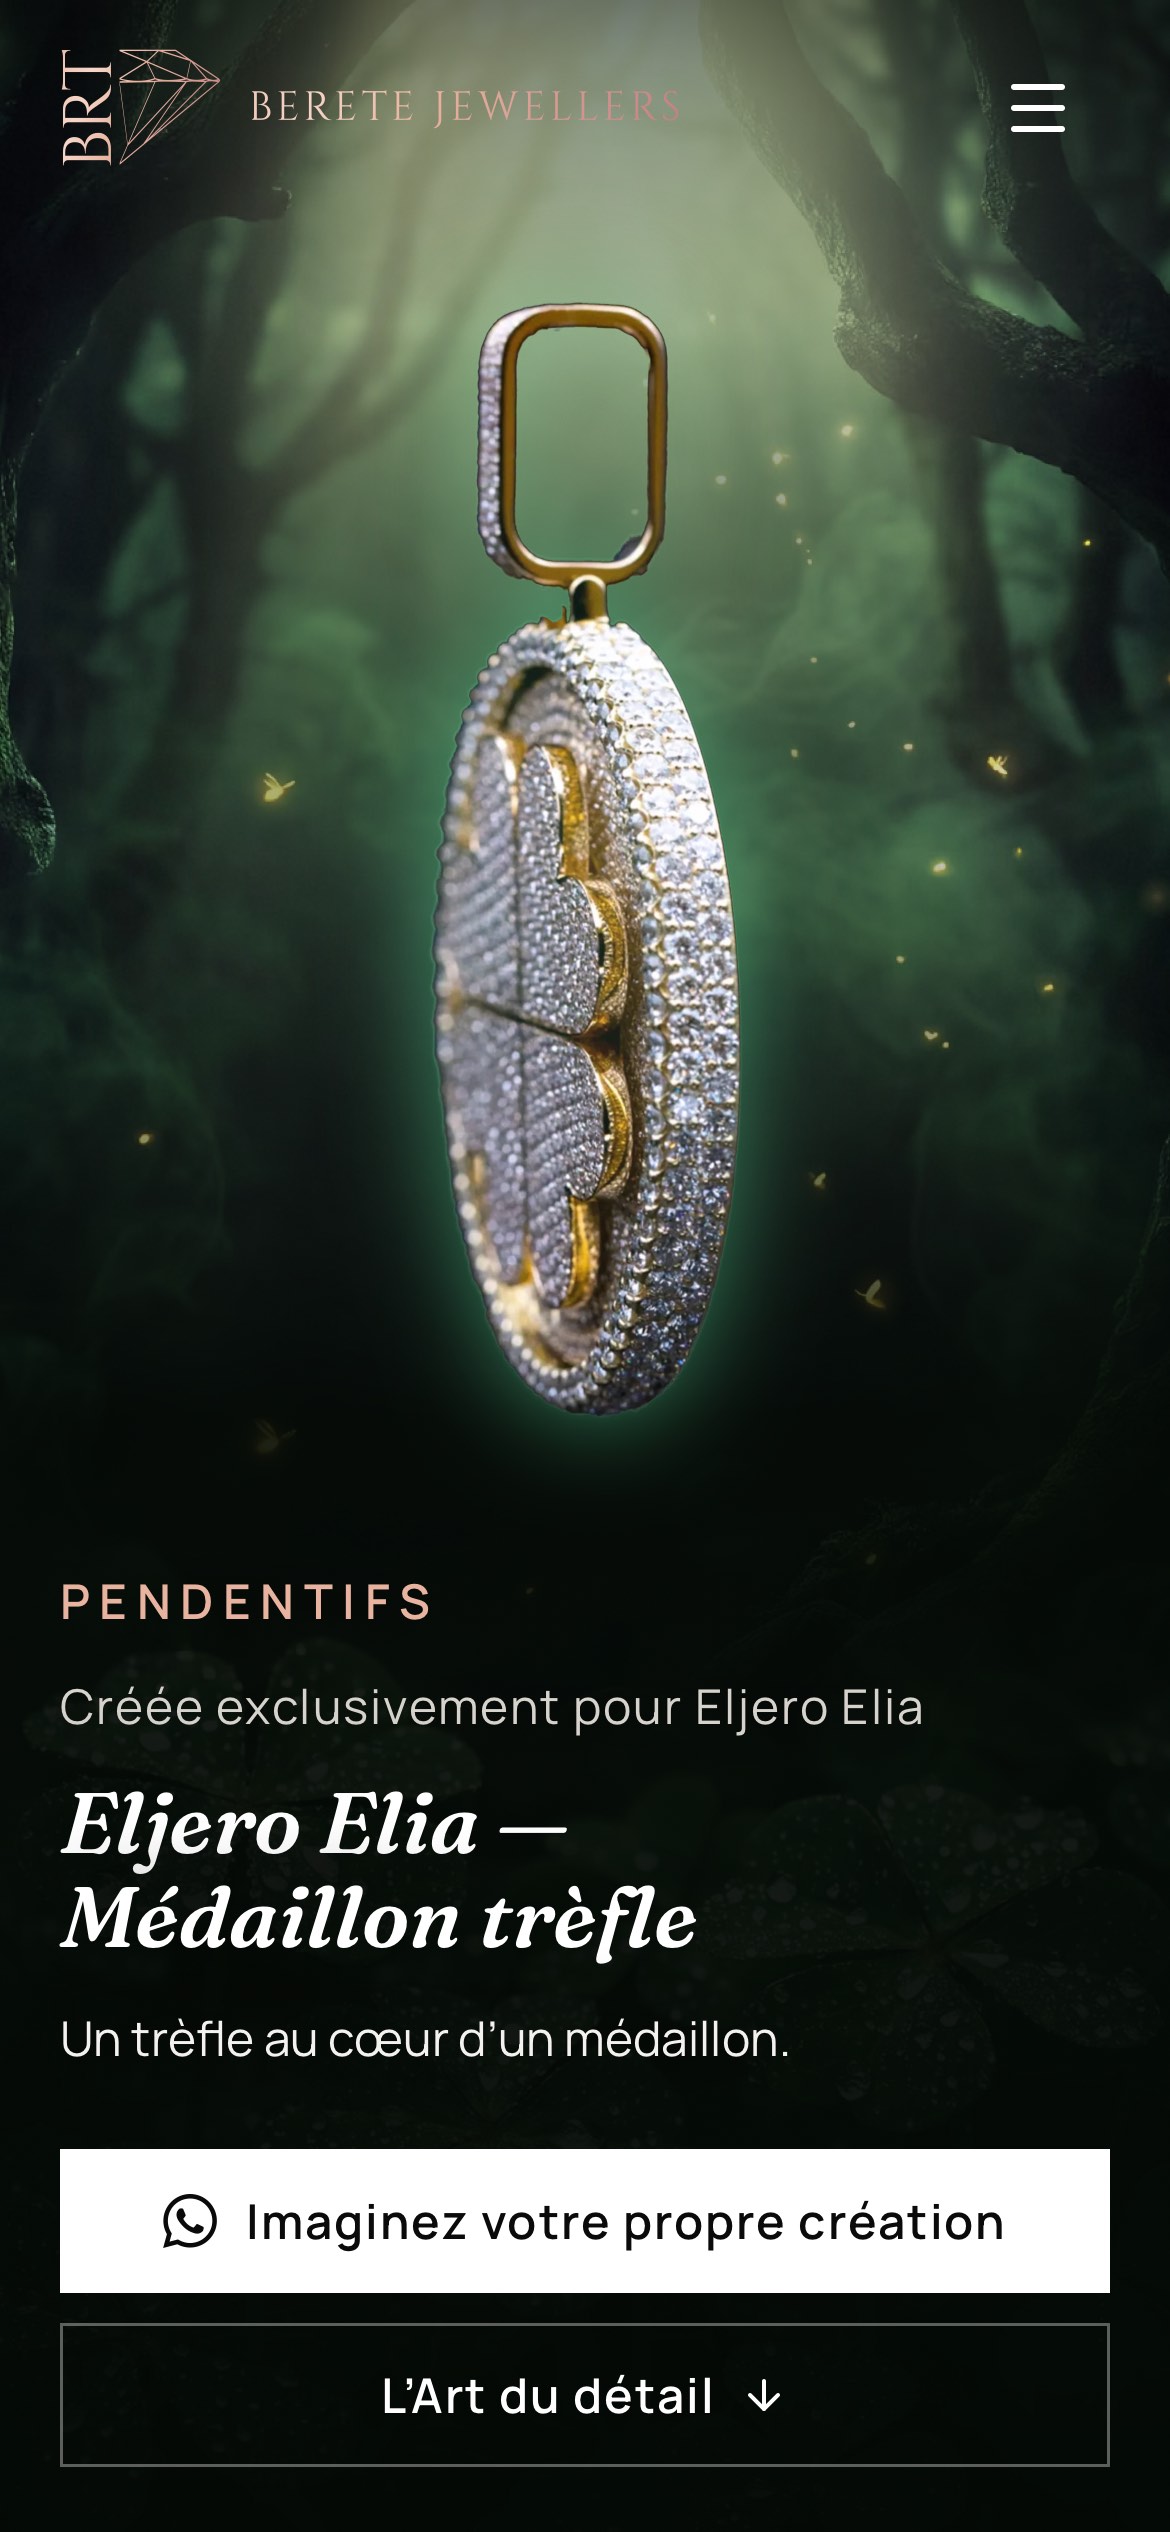 BRT
BERETE JEWELLERS
PENDENTIFS
Créée exclusivement pour Eljero Elia
Eljero Elia —
Médaillon trèfle
Un trèfle au cœur d’un médaillon.
Imaginez votre propre création
L’Art du détail ↓